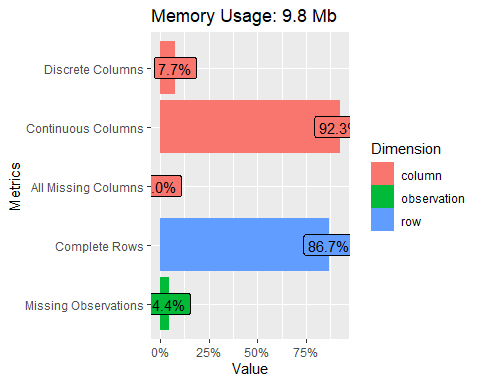 Memory Usage: 9.8 Mb
Metrics
Discrete Columns
7.7%
Continuous Columns
92.3%
All Missing Columns
.0%
Complete Rows
86.7%
Missing Observations
4.4%
0%
25%
50%
75%
Value
Dimension
column
observation
row